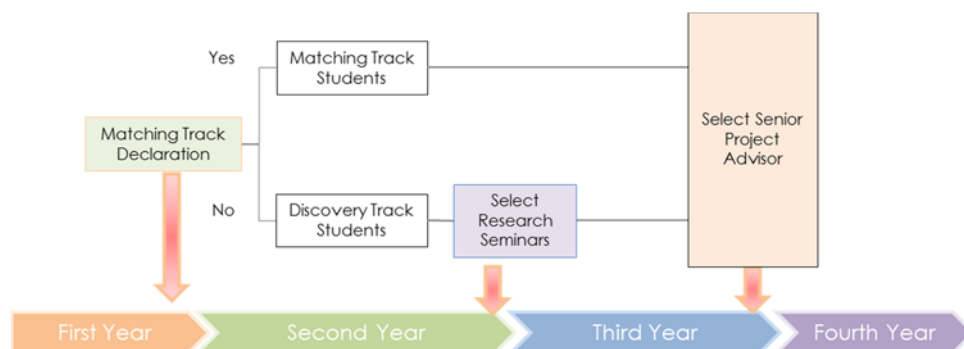 Yes
Matching Track
Students
Matching Track
Declaration
Select Senior
Project
Advisor
No
Discovery Track
Students
Select
Research
Seminars
First Year
Second Year
Third Year
Fourth Year